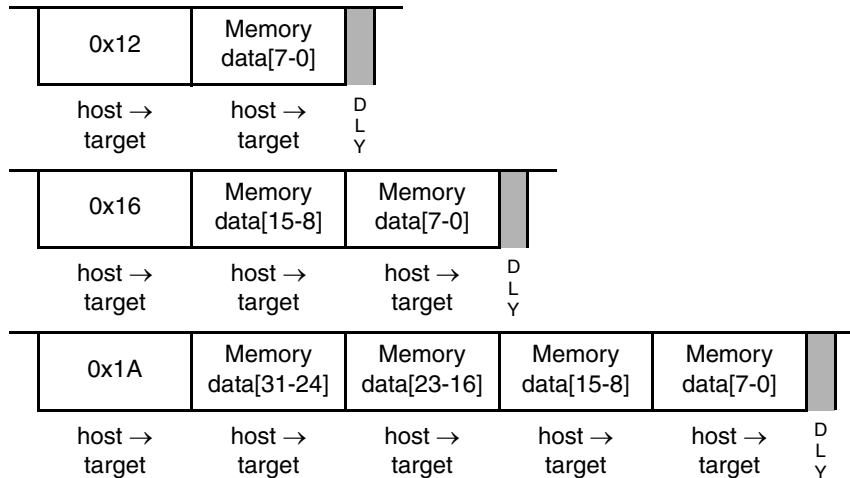 0x12 Memory
data[7-0]
host → host → D
target target L
Y
0x16 Memory Memory
data[15-8] data[7-0]
host → host → host → D
target target target L
Y
0x1A Memory Memory Memory Memory
data[31-24] data[23-16] data[15-8] data[7-0]
host → host → host → host → host → D
target target target target target L
Y